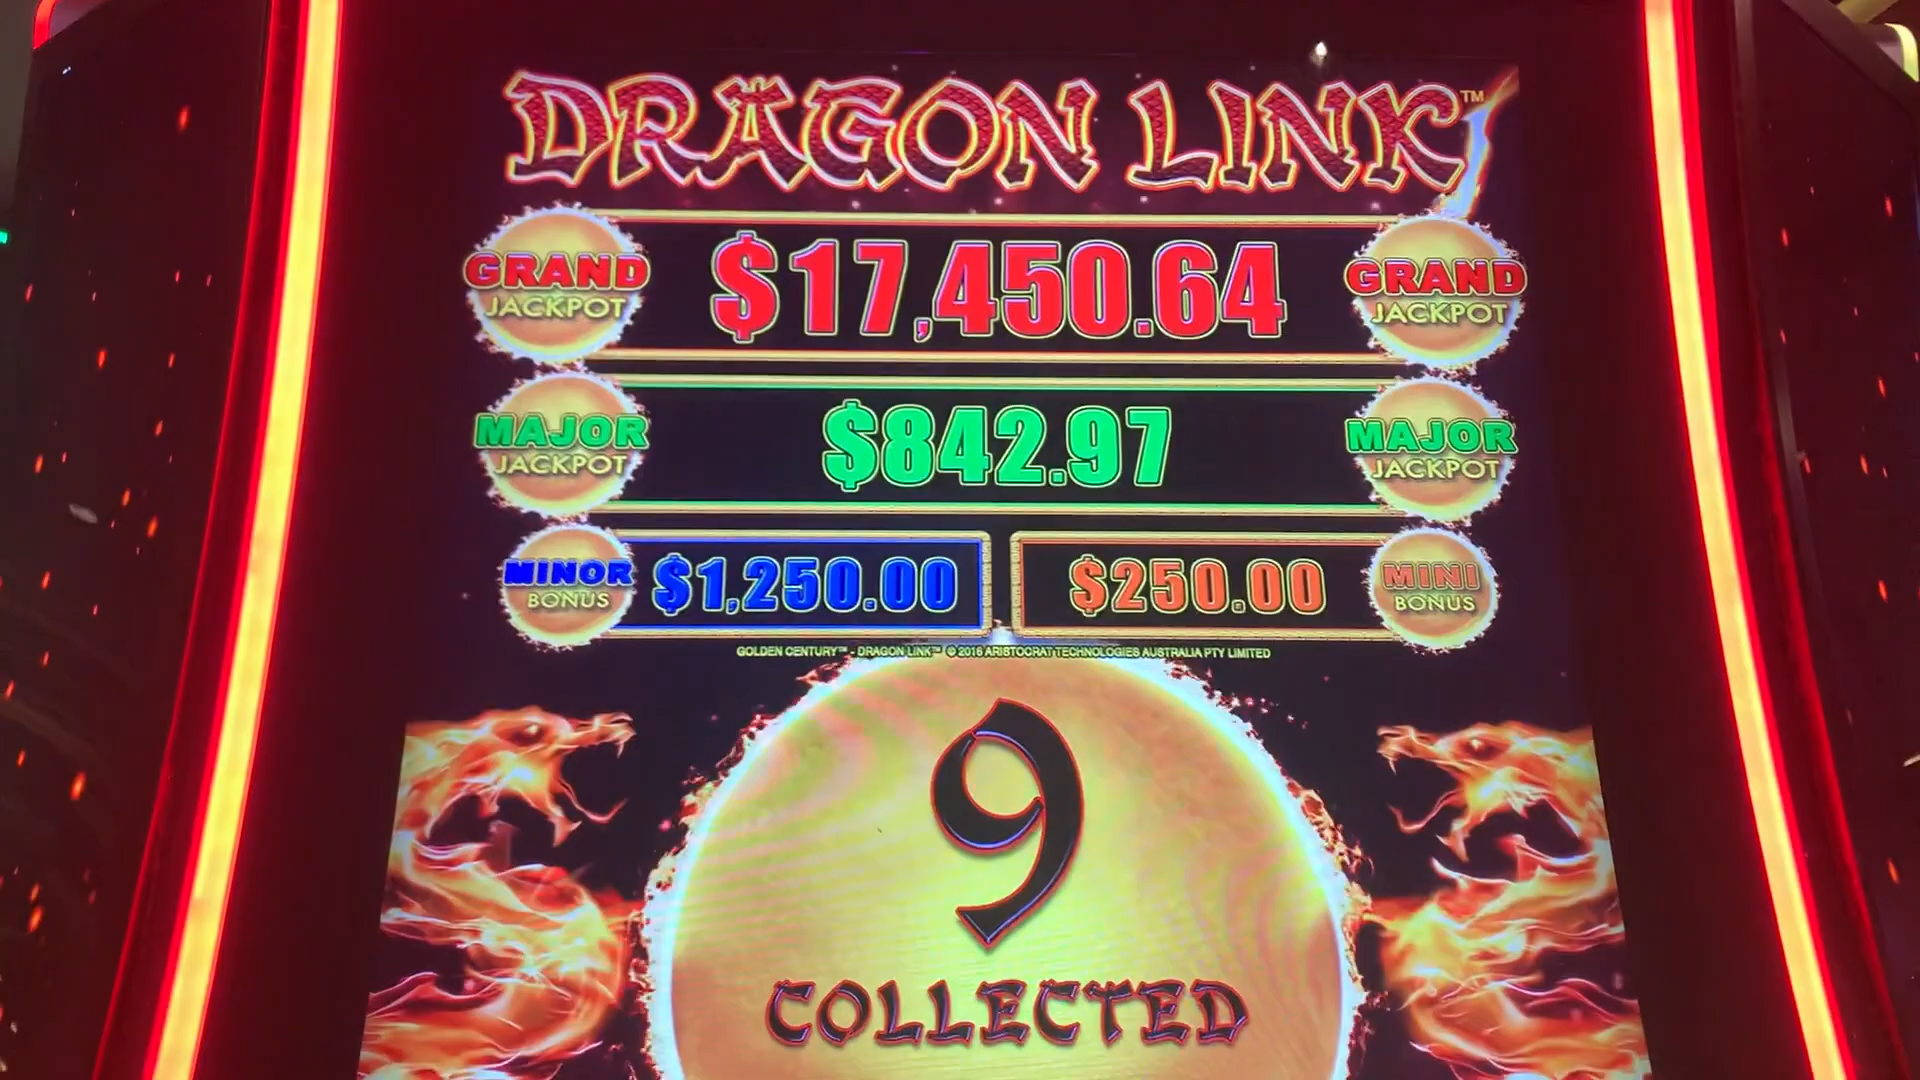 DRAGON LINK™
GRAND JACKPOT $17,450.64 GRAND JACKPOT
MAJOR JACKPOT $842.97 MAJOR JACKPOT
MINOR BONUS $1,250.00 $250.00 MINI BONUS
GOLDEN CENTURY™ - DRAGON LINK™ © 2016 ARISTOCRAT TECHNOLOGIES AUSTRALIA PTY LIMITED
9
COLLECTED